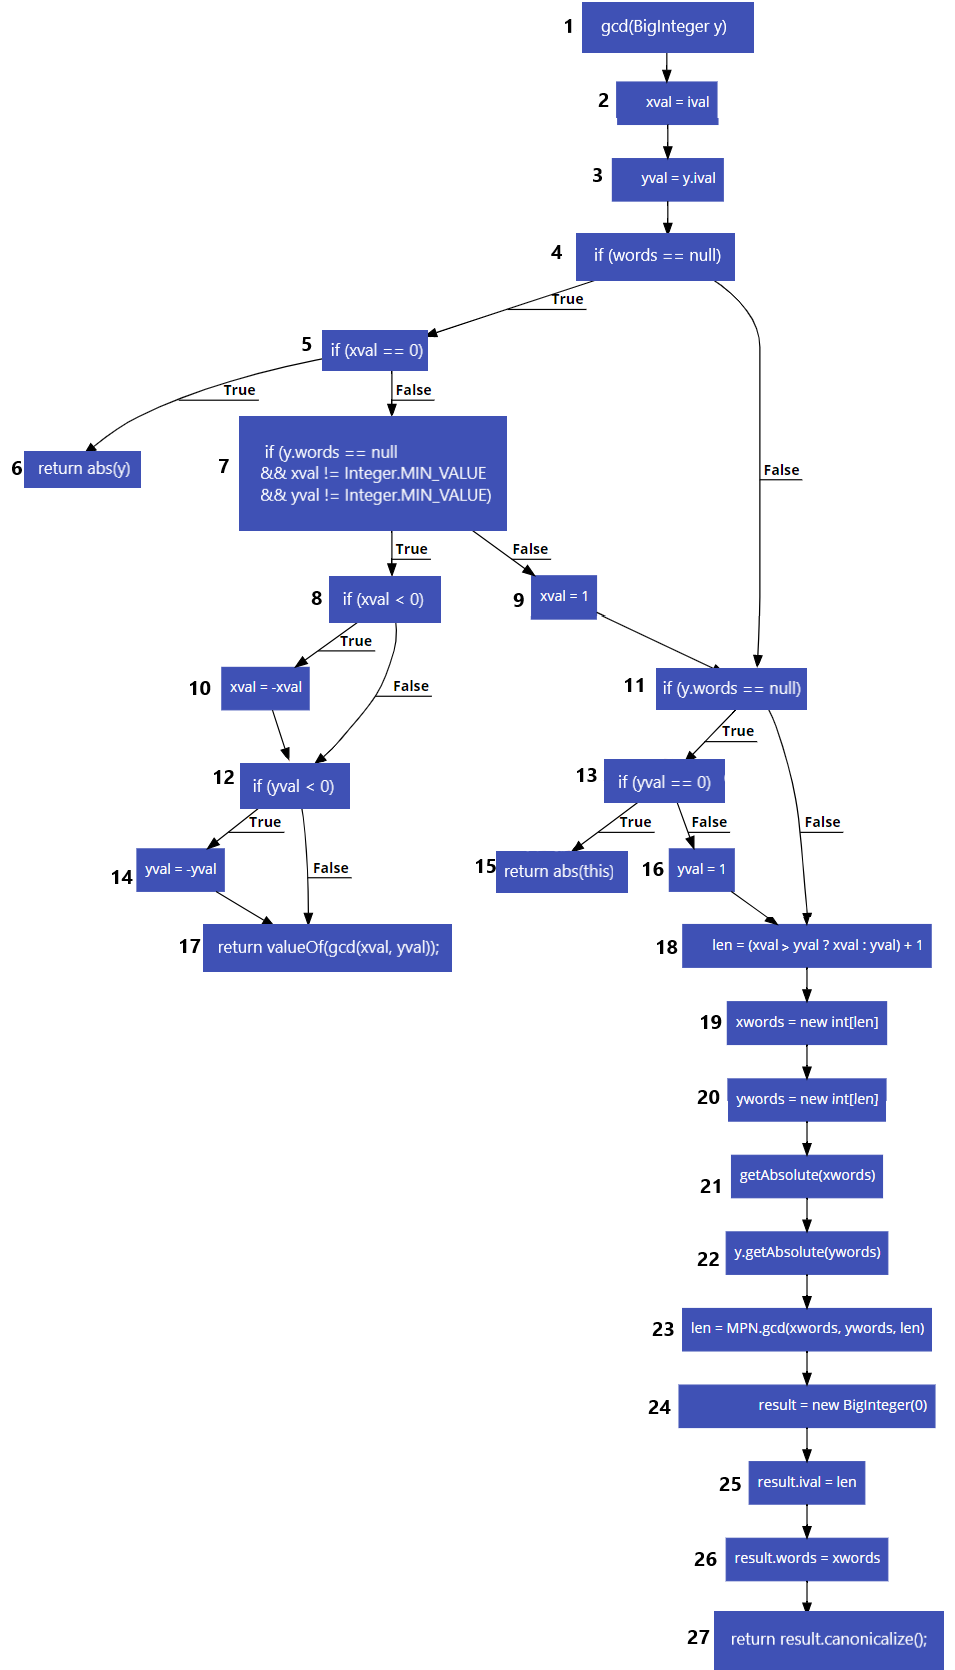 1 gcd(BigInteger y)
2 xval = ival
3 yval = y.ival
4 if (words == null)
True
5 if (xval == 0)
True
False
False
6 return abs(y)
7 if (y.words == null
&& xval != Integer.MIN_VALUE
&& yval != Integer.MIN_VALUE)
True
False
8 if (xval < 0)
9 xval = 1
True
False
10 xval = -xval
11 if (y.words == null)
True
12 if (yval < 0)
13 if (yval == 0)
True
True
False
False
14 yval = -yval
False
15 return abs(this)
16 yval = 1
17 return valueOf(gcd(xval, yval));
18 len = (xval > yval ? xval : yval) + 1
19 xwords = new int[len]
20 ywords = new int[len]
21 getAbsolute(xwords)
22 y.getAbsolute(ywords)
23 len = MPN.gcd(xwords, ywords, len)
24 result = new BigInteger(0)
25 result.ival = len
26 result.words = xwords
27 return result.canonicalize();